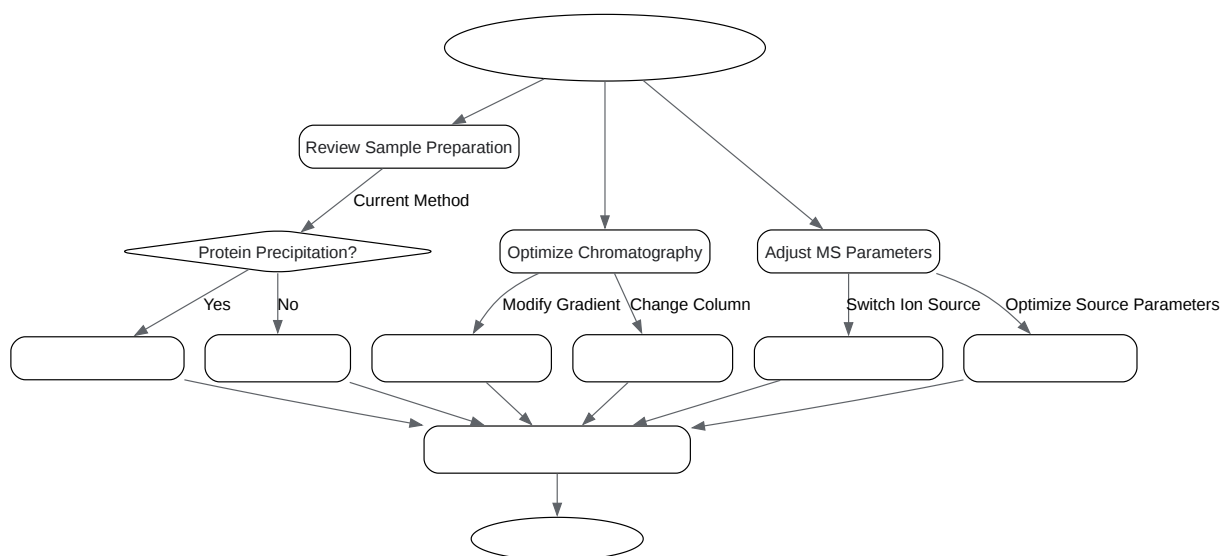 Review Sample Preparation
Current Method
Protein Precipitation?
Optimize Chromatography
Adjust MS Parameters
Yes
No
Modify Gradient
Change Column
Switch Ion Source
Optimize Source Parameters